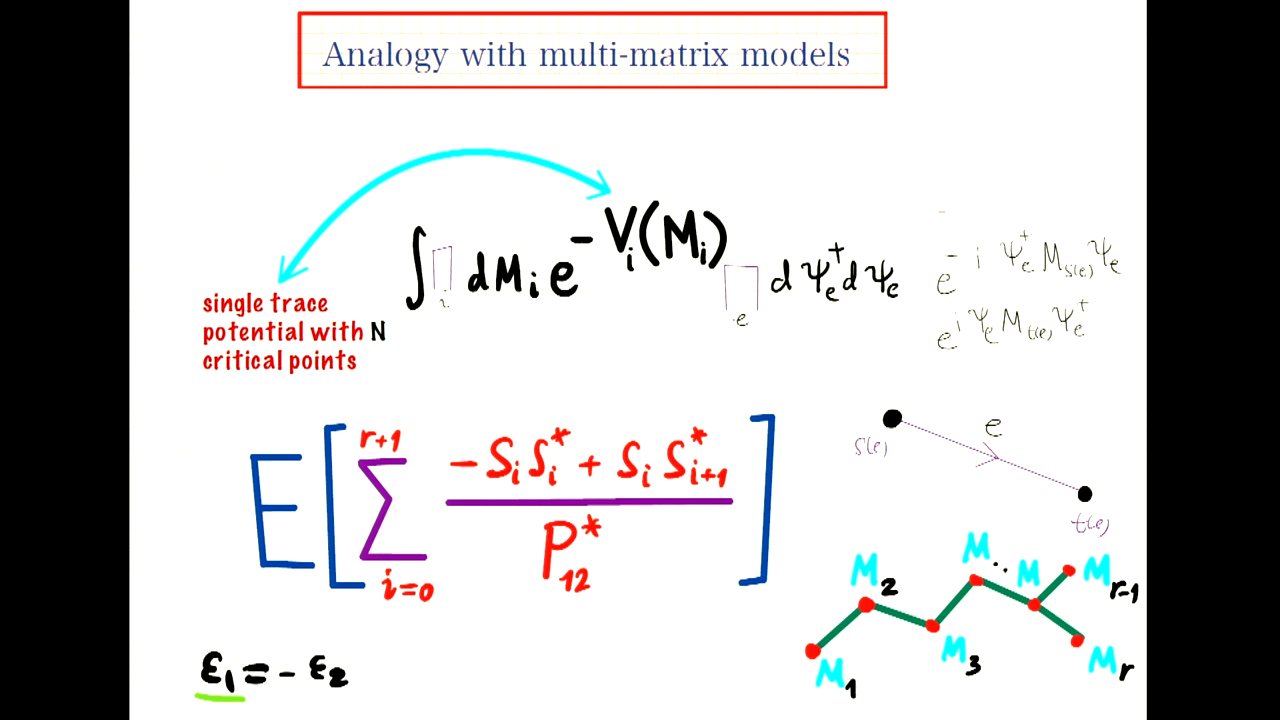 Analogy with multi-matrix models
∫ ∏_i dM_i e^{-V_i(M_i)} ∏_e dψ_e^+ dψ_e e^{-i ψ_e^+ M_{s(e)} ψ_e}
e^{i ψ_e M_{t(e)} ψ_e^+}
single trace
potential with N
critical points
E [ ∑_{i=0}^{r+1} (-S_i S_i^* + S_i S_{i+1}^*) / P_{12}^* ]
s(e)
e
t(e)
M_1
M_2
M_3
M..
M
M_{r-1}
M_r
ε_1 = - ε_2